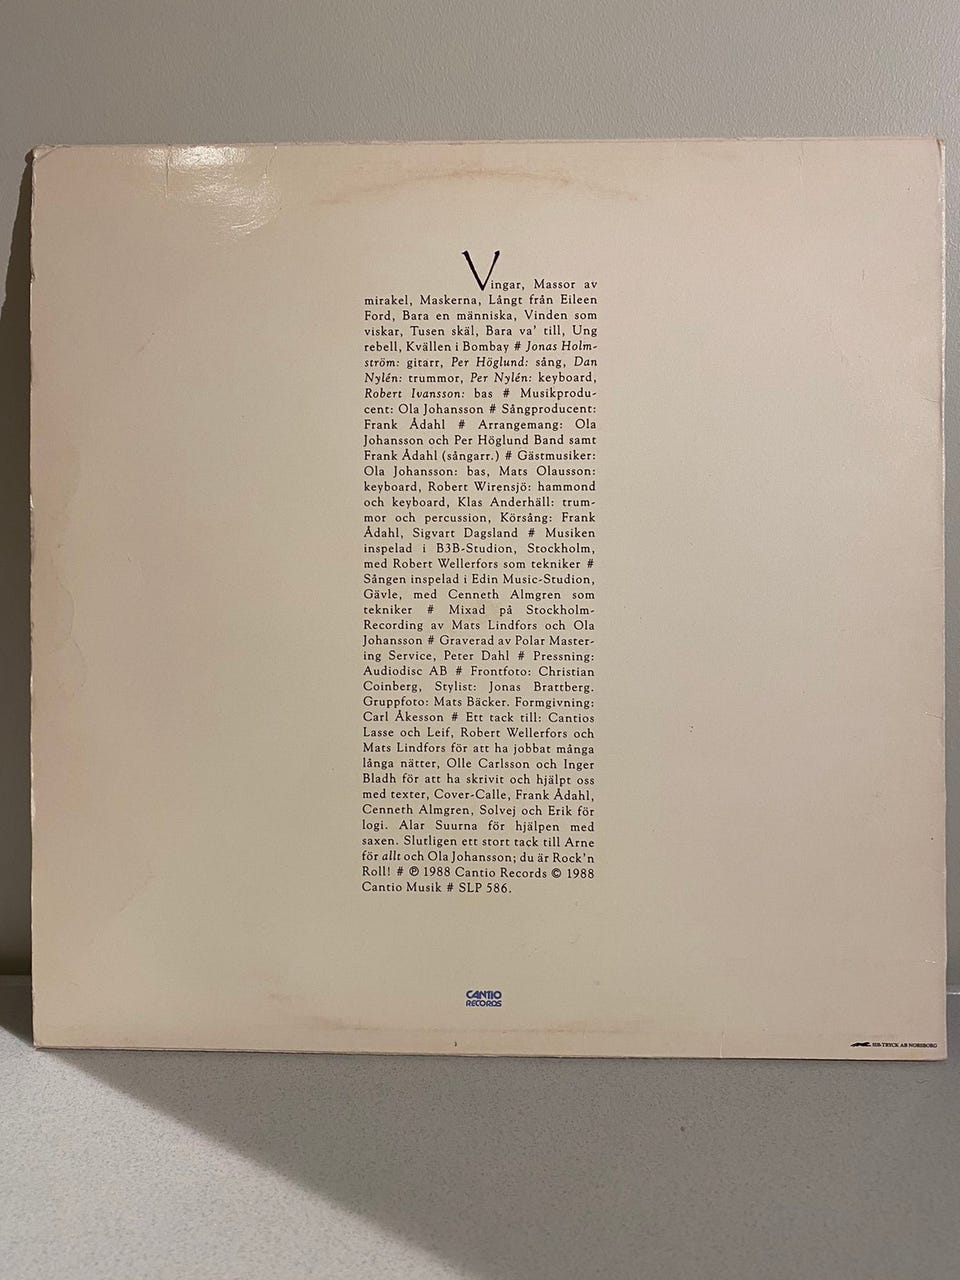 Vingar, Massor av
mirakel, Maskerna, Långt från Eileen
Ford, Bara en människa, Vinden som
viskar, Tusen skäl, Bara va' till, Ung
rebell, Kvällen i Bombay # Jonas Holm-
ström: gitarr, Per Höglund: sång, Dan
Nylén: trummor, Per Nylén: keyboard,
Robert Ivansson: bas # Musikprodu-
cent: Ola Johansson # Sångproducent:
Frank Ådahl # Arrangemang: Ola
Johansson och Per Höglund Band samt
Frank Ådahl (sångarr.) # Gästmusiker:
Ola Johansson: bas, Mats Olausson:
keyboard, Robert Wirensjö: hammond
och keyboard, Klas Anderhäll: trum-
mor och percussion, Körsång: Frank
Ådahl, Sigvart Dagsland # Musiken
inspelad i B3B-Studion, Stockholm,
med Robert Wellerfors som tekniker #
Sången inspelad i Edin Music-Studion,
Gävle, med Cenneth Almgren som
tekniker # Mixad på Stockholm-
Recording av Mats Lindfors och Ola
Johansson # Graverad av Polar Master-
ing Service, Peter Dahl # Pressning:
Audiodisc AB # Frontfoto: Christian
Coinberg, Stylist: Jonas Brattberg.
Gruppfoto: Mats Bäcker. Formgivning:
Carl Åkesson # Ett tack till: Cantios
Lasse och Leif, Robert Wellerfors och
Mats Lindfors för att ha jobbat många
långa nätter, Olle Carlsson och Inger
Bladh för att ha skrivit och hjälpt oss
med texter, Cover-Calle, Frank Ådahl,
Cenneth Almgren, Solvej och Erik för
logi. Alar Suurna för hjälpen med
saxen. Slutligen ett stort tack till Arne
för allt och Ola Johansson; du är Rock'n
Roll! # ℗ 1988 Cantio Records © 1988
Cantio Musik # SLP 586.
CANTIO
RECORDS
SIB-TRYCK AB NORSBORG